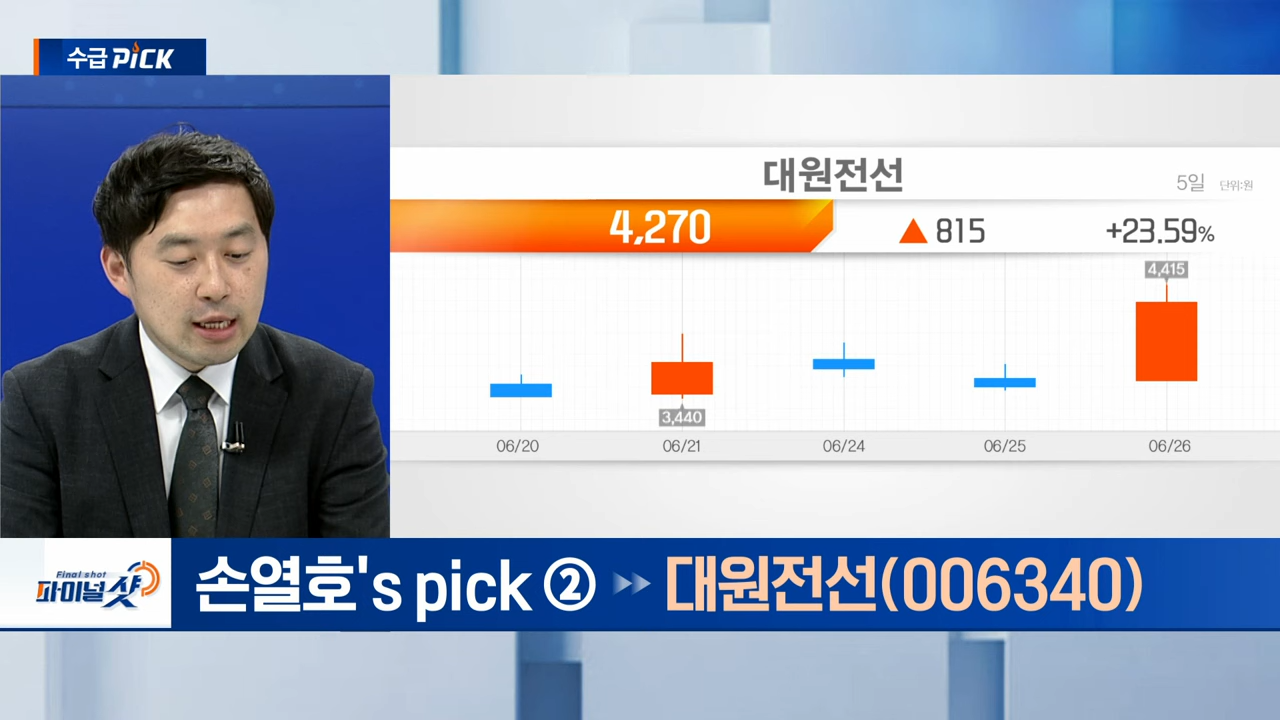 수급 PiCK
대원전선
5일 단위:원
4,270 ▲ 815 +23.59%
4,415
3,440
06/20 06/21 06/24 06/25 06/26
Final shot
파이널샷
손열호's pick ② ▸▸ 대원전선(006340)